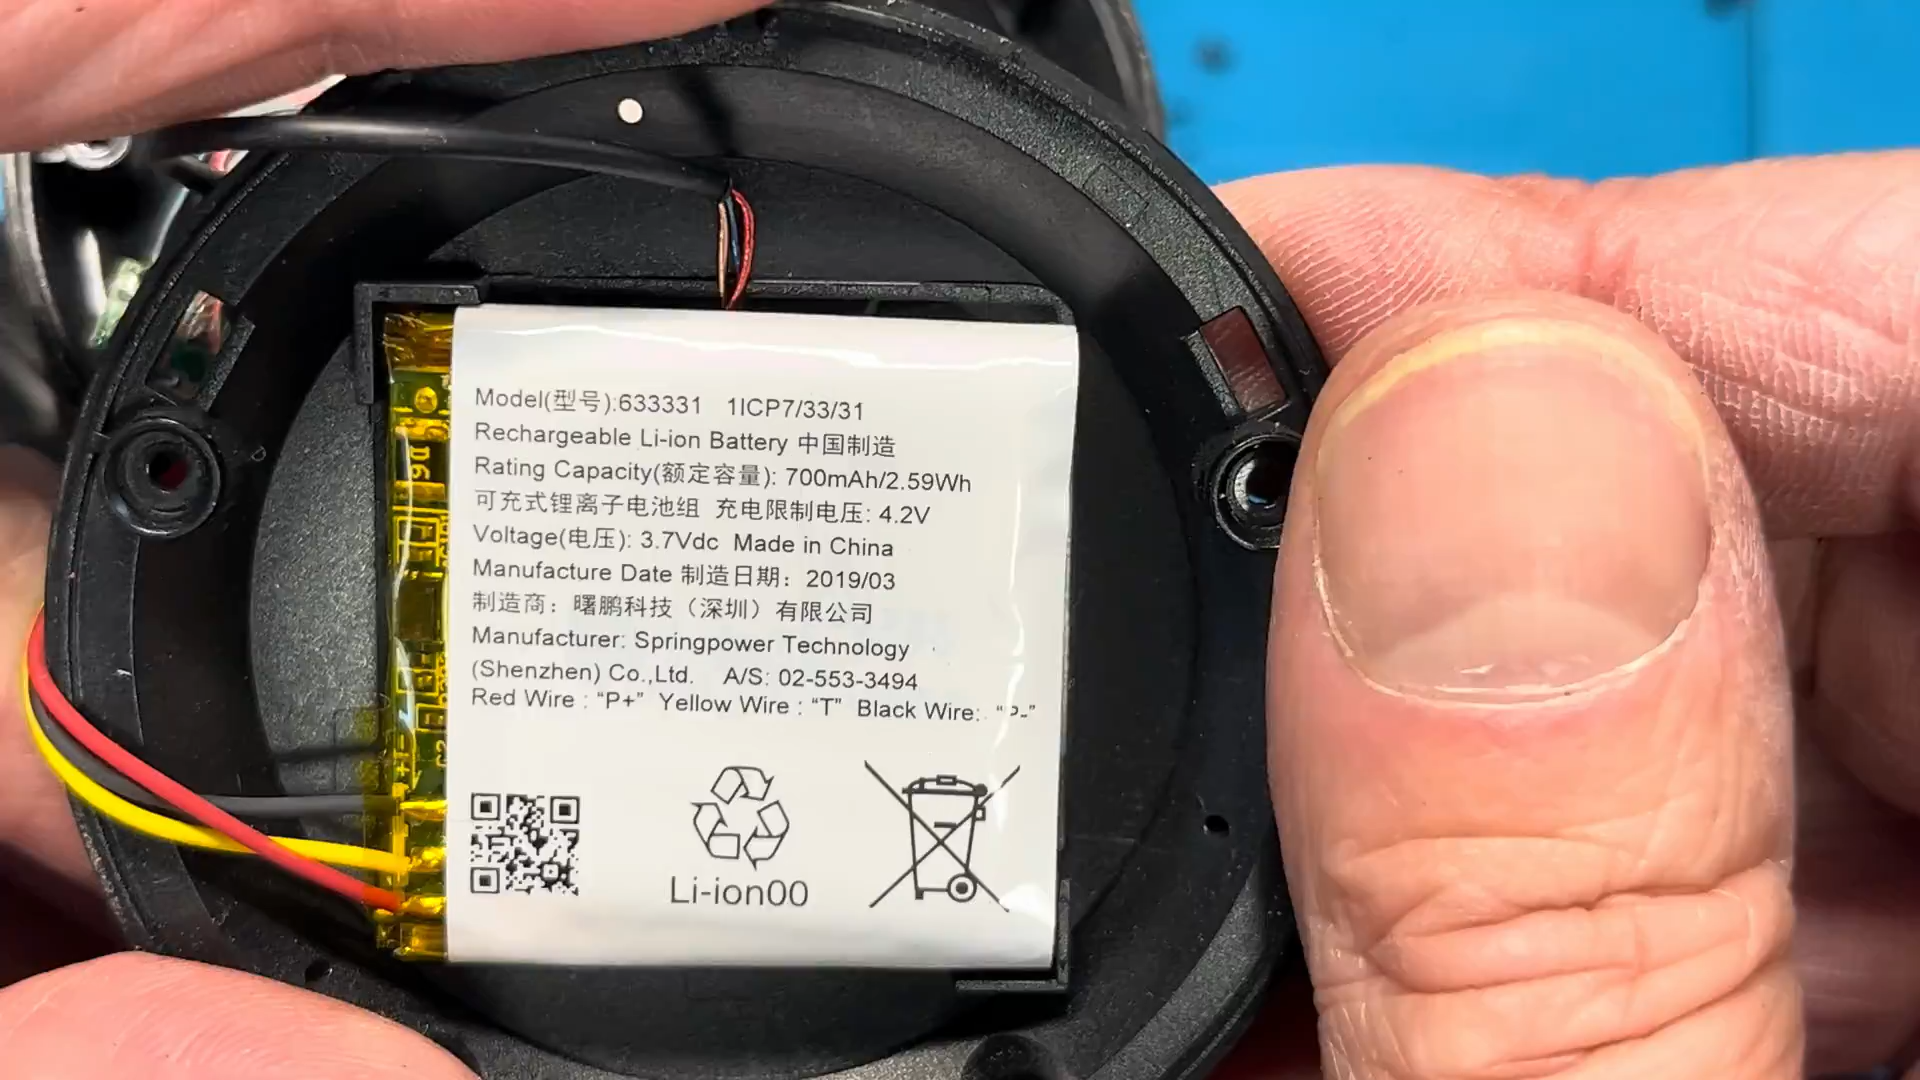 Model(型号):633331 1ICP7/33/31
Rechargeable Li-ion Battery 中国制造
Rating Capacity(额定容量): 700mAh/2.59Wh
可充式锂离子电池组 充电限制电压: 4.2V
Voltage(电压): 3.7Vdc Made in China
Manufacture Date 制造日期：2019/03
制造商：曙鹏科技（深圳）有限公司
Manufacturer: Springpower Technology
(Shenzhen) Co.,Ltd. A/S: 02-553-3494
Red Wire : “P+” Yellow Wire : “T” Black Wire: “P-”
Li-ion00